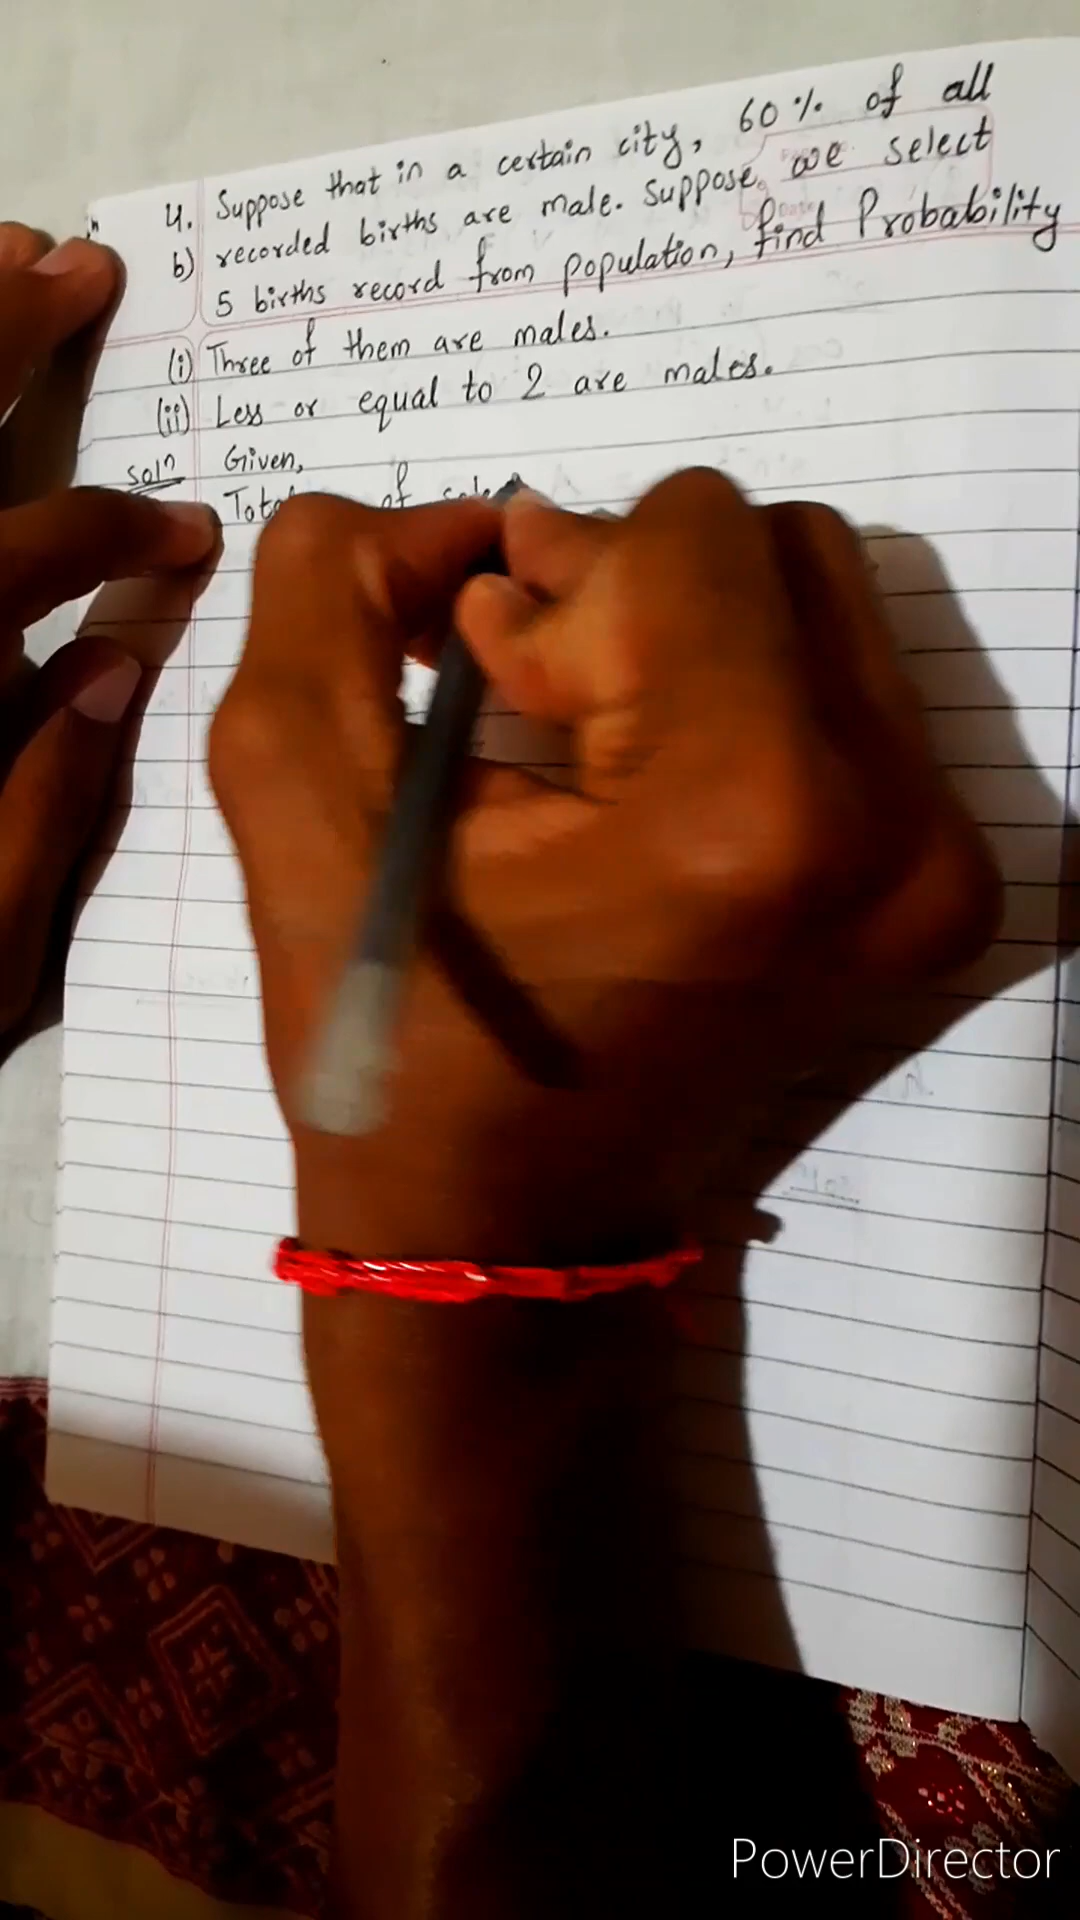 4. Suppose that in a certain city, 60% of all
b) recorded births are male. Suppose we select
5 births record from population, find Probability
(i) Three of them are males.
(ii) Less or equal to 2 are males.
Soln Given,
of
PowerDirector